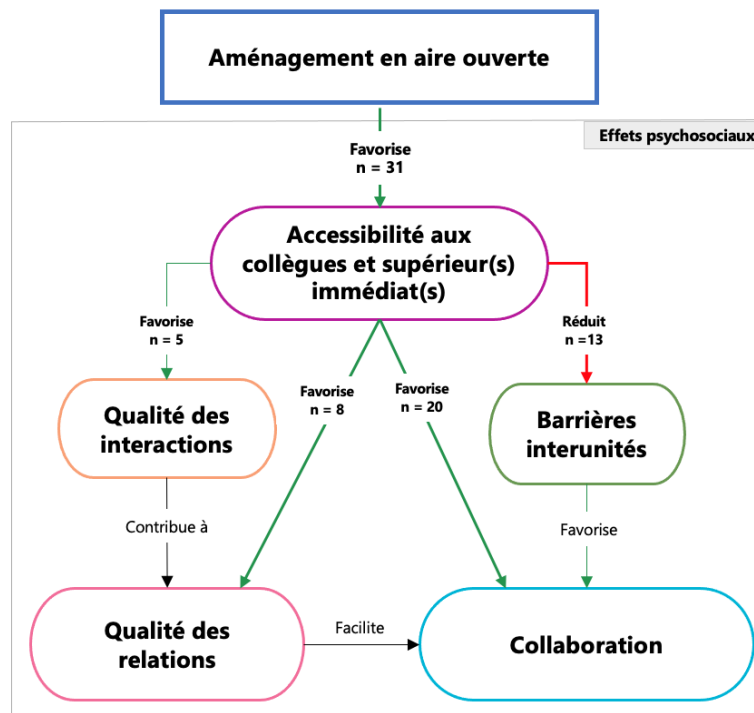 Aménagement en aire ouverte
Effets psychosociaux
Favorise
n = 31
Accessibilité aux
collègues et supérieur(s)
immédiat(s)
Favorise
n = 5
Réduit
n =13
Favorise
n = 8
Favorise
n = 20
Qualité des
interactions
Barrières
interunités
Contribue à
Favorise
Qualité des
relations
Facilite
Collaboration